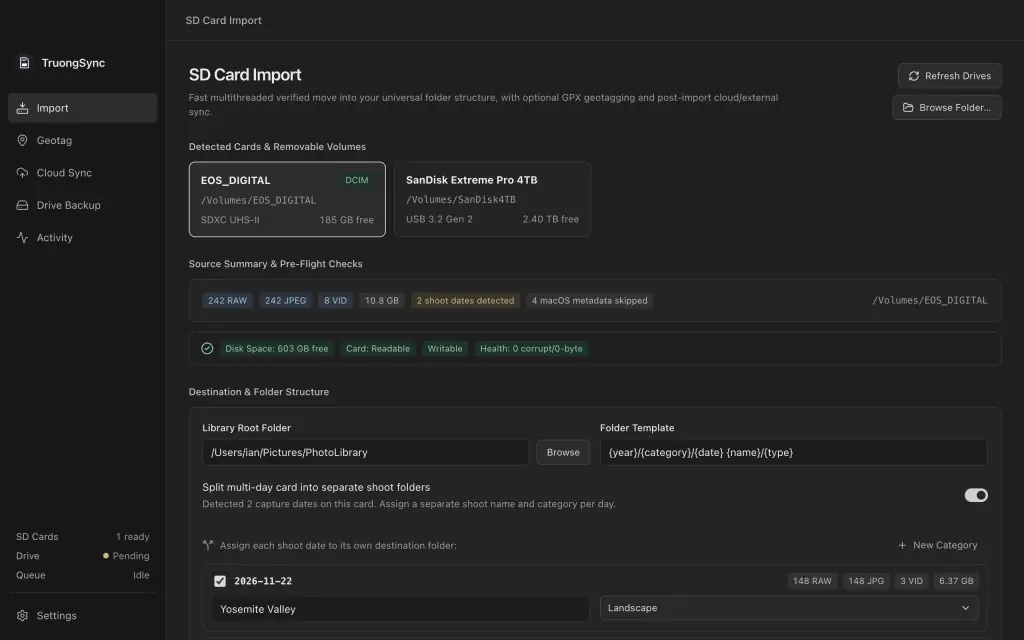 SD Card Import
TruongSync
Import
Geotag
Cloud Sync
Drive Backup
Activity
SD Cards 1 ready
Drive Pending
Queue Idle
Settings
SD Card Import
Fast multithreaded verified move into your universal folder structure, with optional GPX geotagging and post-import cloud/external
sync.
Refresh Drives
Browse Folder...
Detected Cards & Removable Volumes
EOS_DIGITAL DCIM
/Volumes/EOS_DIGITAL
SDXC UHS-II 185 GB free
SanDisk Extreme Pro 4TB
/Volumes/SanDisk4TB
USB 3.2 Gen 2 2.40 TB free
Source Summary & Pre-Flight Checks
242 RAW 242 JPEG 8 VID 10.8 GB 2 shoot dates detected 4 macOS metadata skipped /Volumes/EOS_DIGITAL
Disk Space: 603 GB free Card: Readable Writable Health: 0 corrupt/0-byte
Destination & Folder Structure
Library Root Folder
/Users/ian/Pictures/PhotoLibrary Browse
Folder Template
{year}/{category}/{date} {name}/{type}
Split multi-day card into separate shoot folders
Detected 2 capture dates on this card. Assign a separate shoot name and category per day.
Assign each shoot date to its own destination folder: + New Category
2026-11-22 148 RAW 148 JPG 3 VID 6.37 GB
Yosemite Valley Landscape